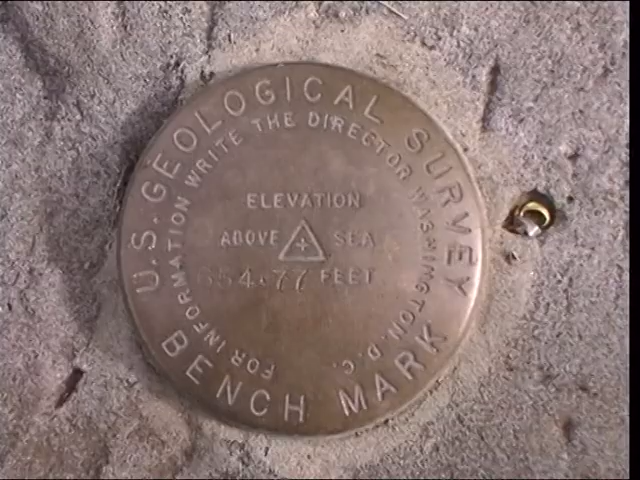 U.S. GEOLOGICAL SURVEY
BENCH MARK
FOR INFORMATION WRITE THE DIRECTOR WASHINGTON, D.C.
ELEVATION
ABOVE SEA
654.77 FEET